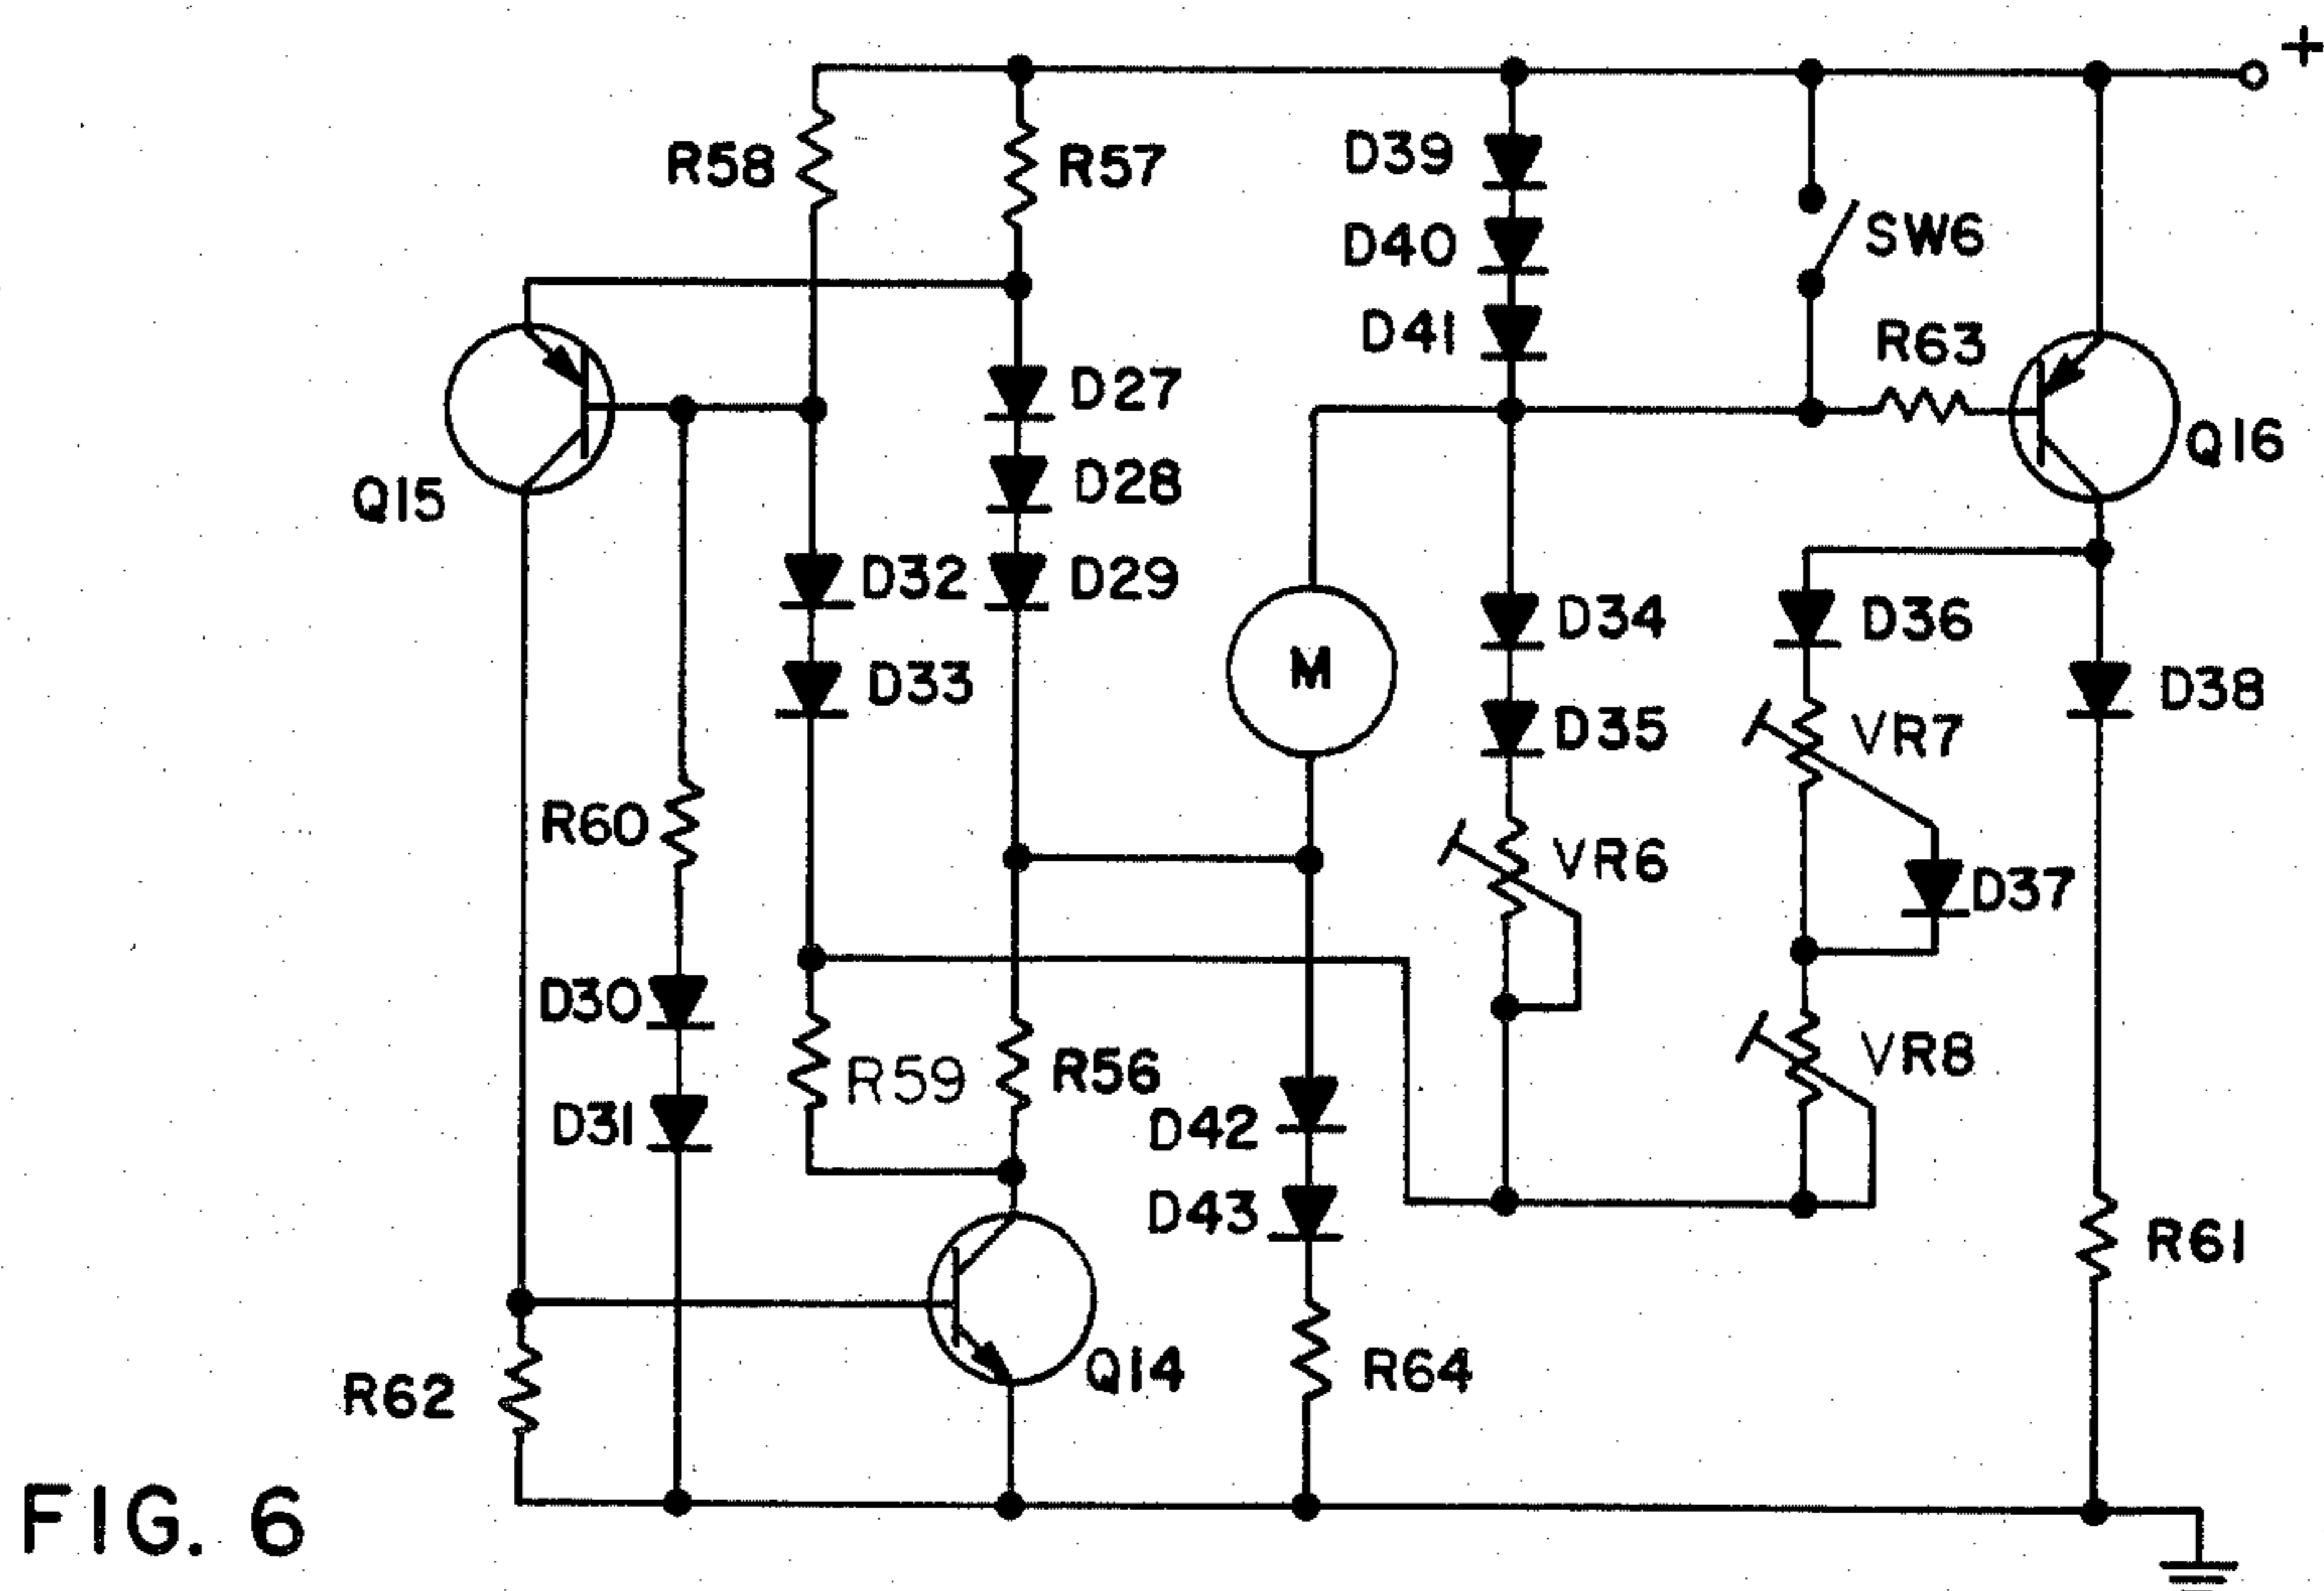 +
R58
R57
D39
D40
SW6
D41
R63
D27
Q16
D28
Q15
D32
D29
D34
D36
M
D33
D38
D35
VR7
R60
VR6
D37
D30
R59
R56
VR8
D31
D42
D43
R61
Q14
R62
R64
FIG. 6